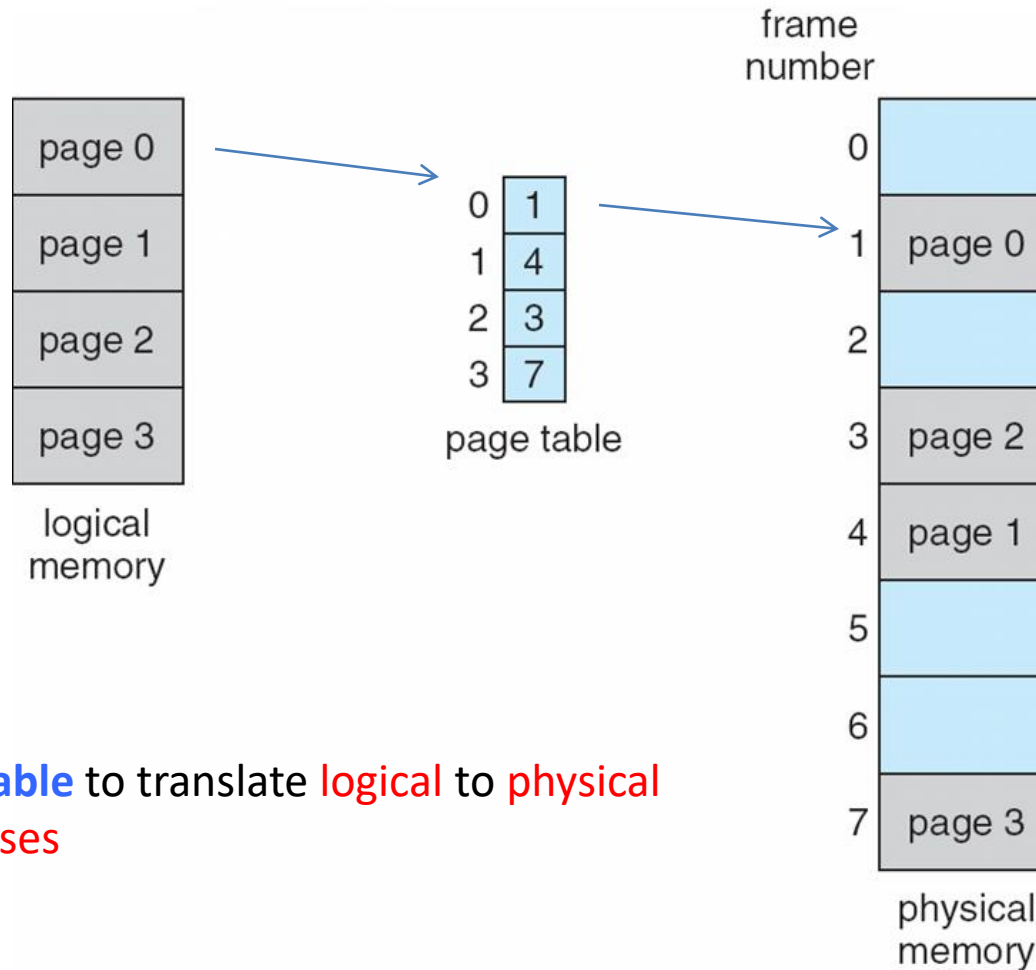 page 0
page 1
page 2
page 3
logical
memory
0 1
1 4
2 3
3 7
page table
frame
number
0
1 page 0
2
3 page 2
4 page 1
5
6
7 page 3
physical
memory
able to translate logical to physical
ses